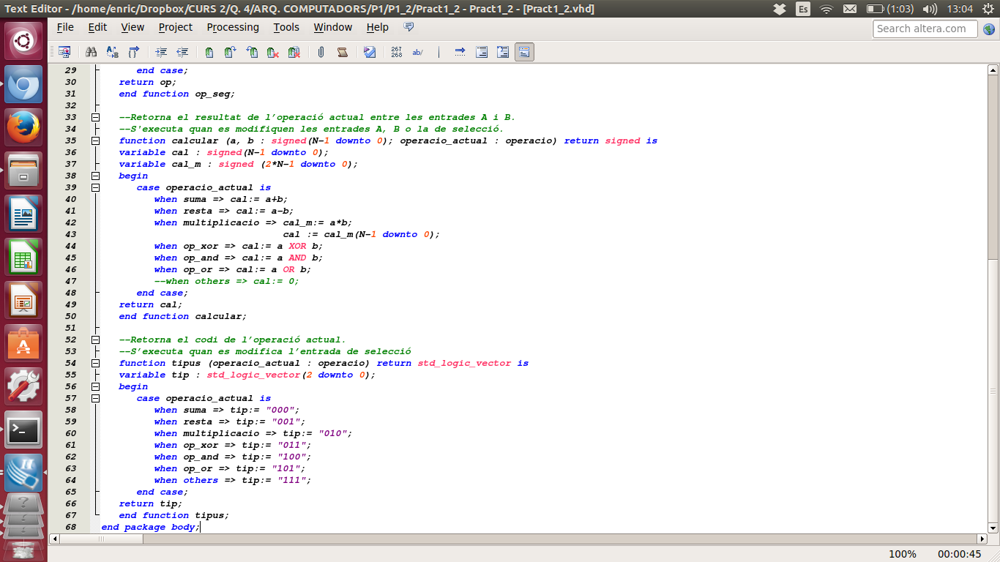 Text Editor - /home/enric/Dropbox/CURS 2/Q. 4/ARQ. COMPUTADORS/P1/P1_2/Pract1_2 - Pract1_2 - [Pract1_2.vhd]
Es (1:03) 13:04
File Edit View Project Processing Tools Window Help
Search altera.com
267
268 ab/
29 end case;
30 return op;
31 end function op_seg;
32
33 --Retorna el resultat de l’operació actual entre les entrades A i B.
34 --S'executa quan es modifiquen les entrades A, B o la de selecció.
35 function calcular (a, b : signed(N-1 downto 0); operacio_actual : operacio) return signed is
36 variable cal : signed(N-1 downto 0);
37 variable cal_m : signed (2*N-1 downto 0);
38 begin
39 case operacio_actual is
40 when suma => cal:= a+b;
41 when resta => cal:= a-b;
42 when multiplicacio => cal_m:= a*b;
43 cal := cal_m(N-1 downto 0);
44 when op_xor => cal:= a XOR b;
45 when op_and => cal:= a AND b;
46 when op_or => cal:= a OR b;
47 --when others => cal:= 0;
48 end case;
49 return cal;
50 end function calcular;
51
52 --Retorna el codi de l’operació actual.
53 --S’executa quan es modifica l’entrada de selecció
54 function tipus (operacio_actual : operacio) return std_logic_vector is
55 variable tip : std_logic_vector(2 downto 0);
56 begin
57 case operacio_actual is
58 when suma => tip:= "000";
59 when resta => tip:= "001";
60 when multiplicacio => tip:= "010";
61 when op_xor => tip:= "011";
62 when op_and => tip:= "100";
63 when op_or => tip:= "101";
64 when others => tip:= "111";
65 end case;
66 return tip;
67 end function tipus;
68 end package body;
100% 00:00:45